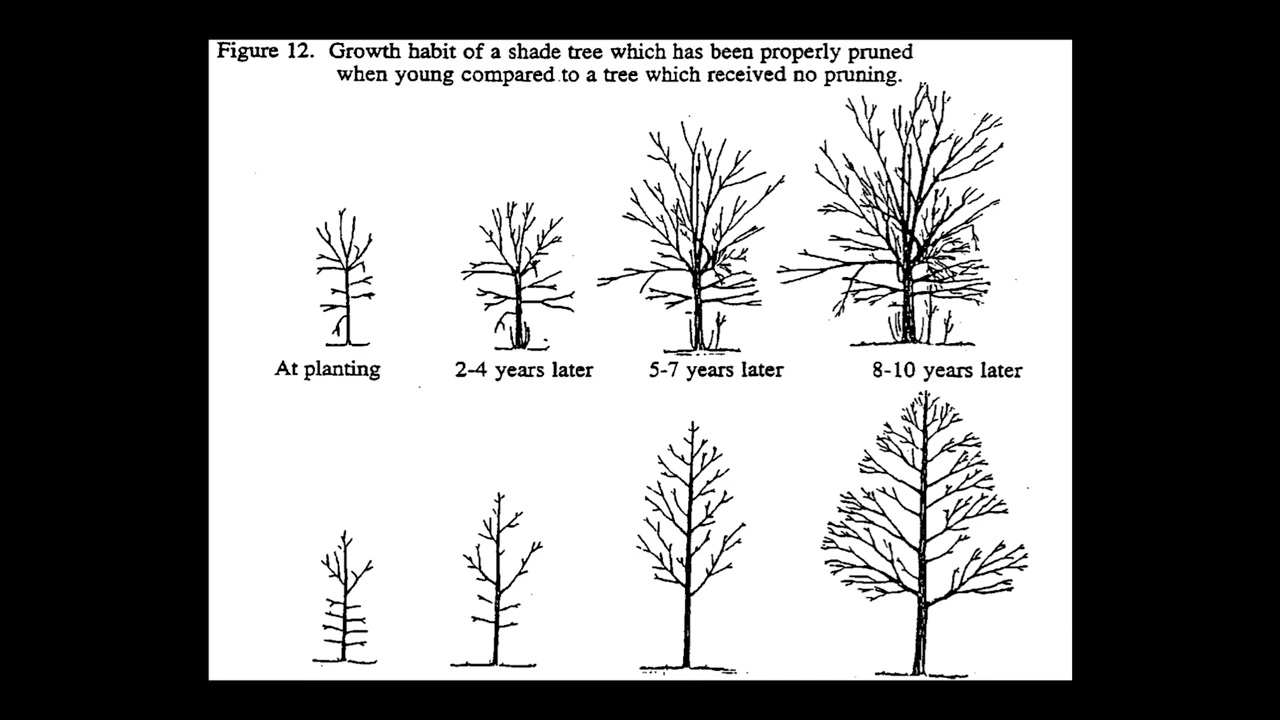 Figure 12. Growth habit of a shade tree which has been properly pruned
when young compared to a tree which received no pruning.
At planting
2-4 years later
5-7 years later
8-10 years later